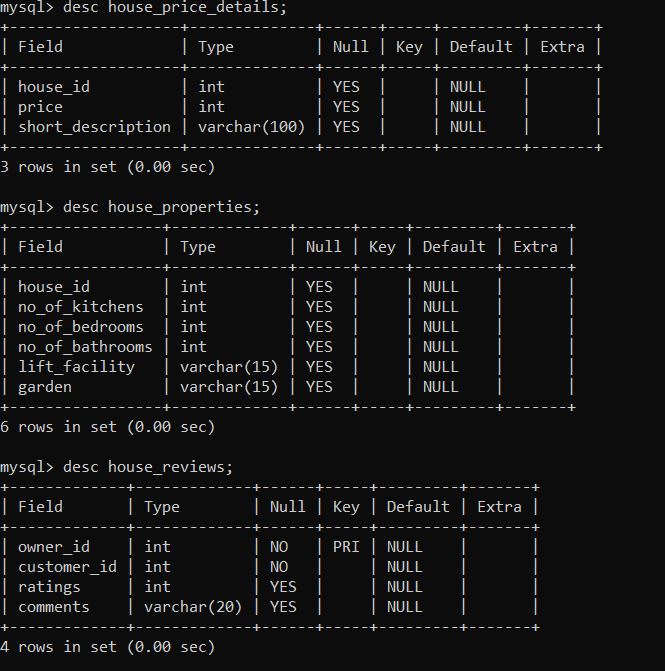 mysql> desc house_price_details;
+-------------------+--------------+------+-----+---------+-------+
| Field             | Type         | Null | Key | Default | Extra |
+-------------------+--------------+------+-----+---------+-------+
| house_id          | int          | YES  |     | NULL    |       |
| price             | int          | YES  |     | NULL    |       |
| short_description | varchar(100) | YES  |     | NULL    |       |
+-------------------+--------------+------+-----+---------+-------+
3 rows in set (0.00 sec)

mysql> desc house_properties;
+-----------------+-------------+------+-----+---------+-------+
| Field           | Type        | Null | Key | Default | Extra |
+-----------------+-------------+------+-----+---------+-------+
| house_id        | int         | YES  |     | NULL    |       |
| no_of_kitchens  | int         | YES  |     | NULL    |       |
| no_of_bedrooms  | int         | YES  |     | NULL    |       |
| no_of_bathrooms | int         | YES  |     | NULL    |       |
| lift_facility   | varchar(15) | YES  |     | NULL    |       |
| garden          | varchar(15) | YES  |     | NULL    |       |
+-----------------+-------------+------+-----+---------+-------+
6 rows in set (0.00 sec)

mysql> desc house_reviews;
+-------------+-------------+------+-----+---------+-------+
| Field       | Type        | Null | Key | Default | Extra |
+-------------+-------------+------+-----+---------+-------+
| owner_id    | int         | NO   | PRI | NULL    |       |
| customer_id | int         | NO   |     | NULL    |       |
| ratings     | int         | YES  |     | NULL    |       |
| comments    | varchar(20) | YES  |     | NULL    |       |
+-------------+-------------+------+-----+---------+-------+
4 rows in set (0.00 sec)